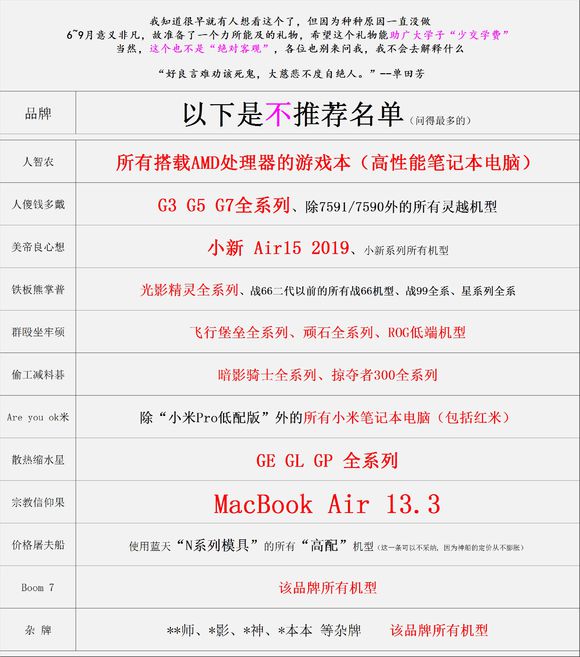 我知道很早就有人想看这个了，但因为种种原因一直没做
6~9月意义非凡，故准备了一个力所能及的礼物，希望这个礼物能助广大学子“少交学费”
当然，这个也不是“绝对客观”，各位也别来问我，我不会去解释什么
“好良言难劝该死鬼，大慈悲不度自绝人。”--单田芳
品牌 以下是不推荐名单（问得最多的）
人智农 所有搭载AMD处理器的游戏本（高性能笔记本电脑）
人傻钱多戴 G3 G5 G7全系列、除7591/7590外的所有灵越机型
美帝良心想 小新 Air15 2019、小新系列所有机型
铁板熊掌普 光影精灵全系列、战66二代以前的所有战66机型、战99全系、星系列全系
群殴坐牢硕 飞行堡垒全系列、顽石全系列、ROG低端机型
偷工减料碁 暗影骑士全系列、掠夺者300全系列
Are you ok米 除“小米Pro低配版”外的所有小米笔记本电脑（包括红米）
散热缩水星 GE GL GP 全系列
宗教信仰果 MacBook Air 13.3
价格屠夫船 使用蓝天“N系列模具”的所有“高配”机型（这一条可以不采纳，因为神船的定价从不膨胀）
Boom 7 该品牌所有机型
杂 牌 **师、*影、*神、*本本 等杂牌 该品牌所有机型